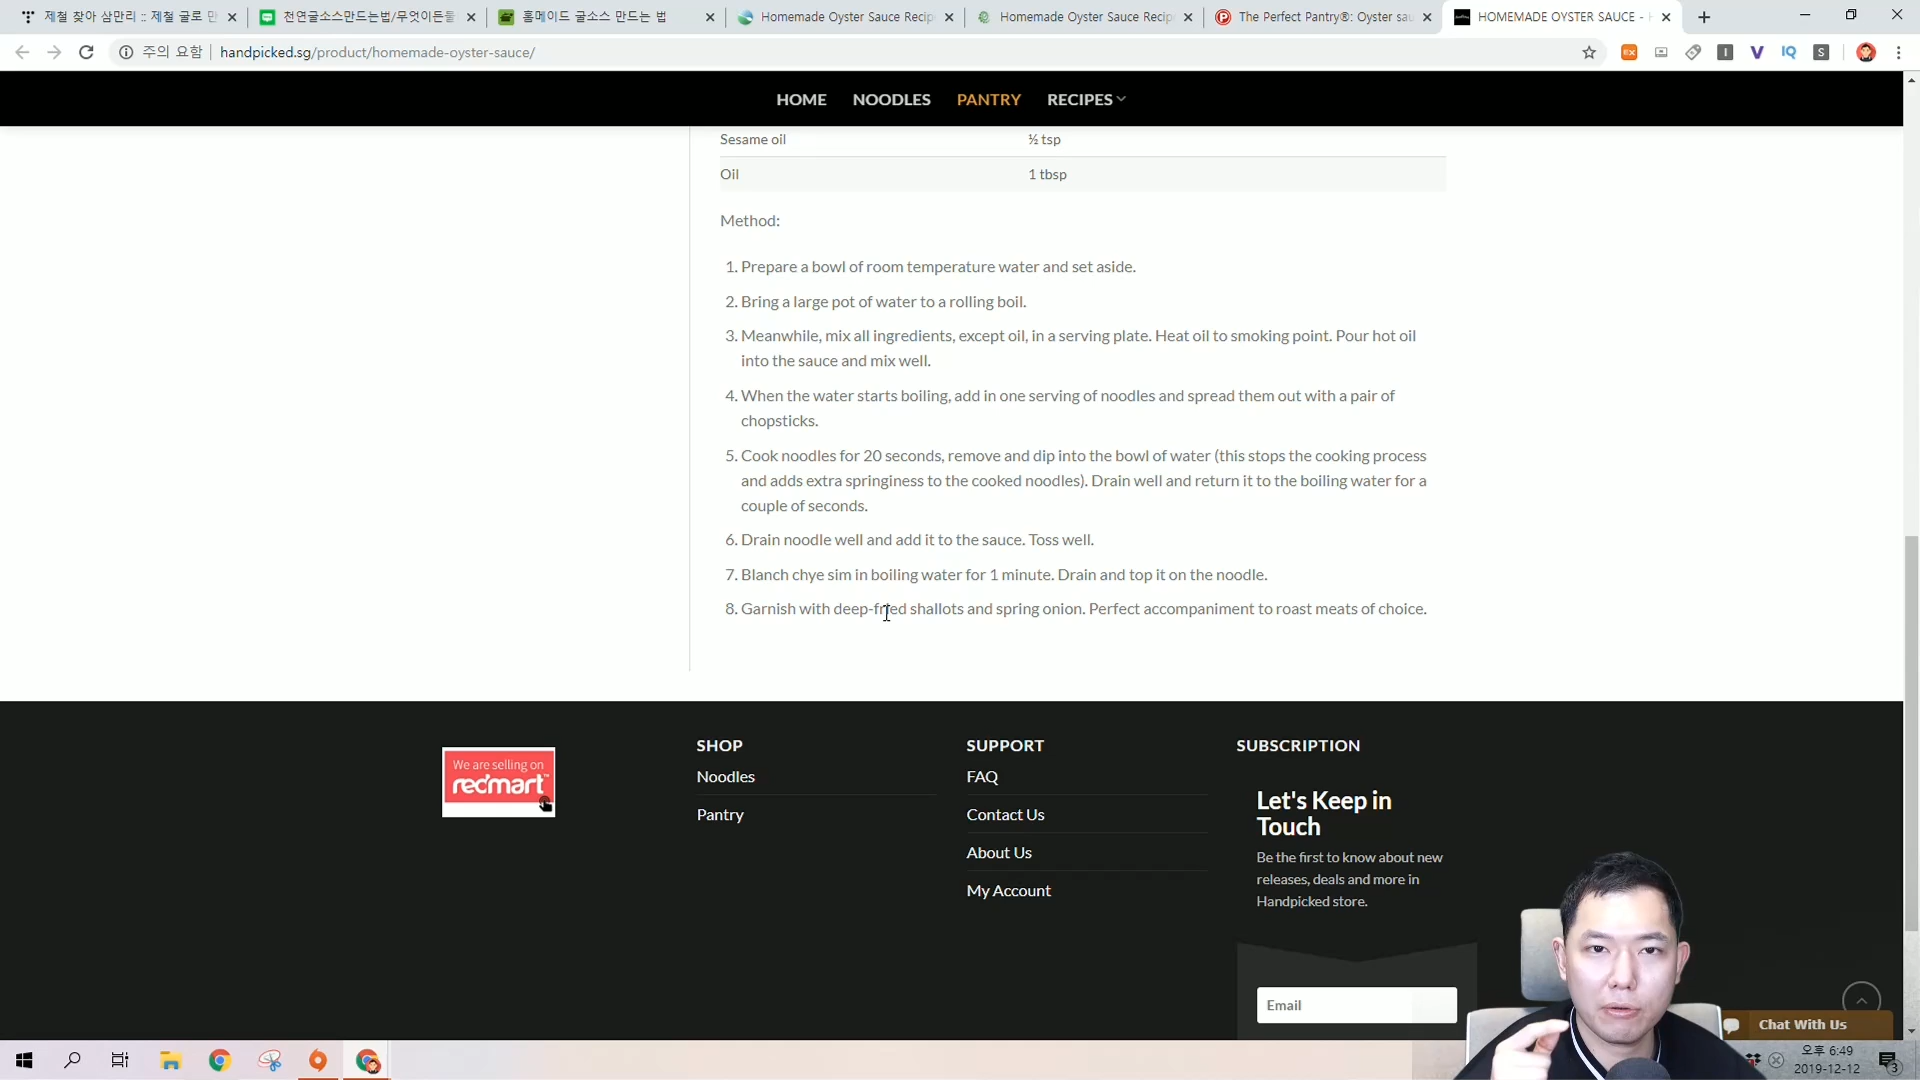 제철 찾아 삼만리 :: 제철 굴로 만
천연굴소스만드는법/무엇이든물
홈메이드 굴소스 만드는 법
Homemade Oyster Sauce Recip
Homemade Oyster Sauce Recip
The Perfect Pantry®: Oyster sau
HOMEMADE OYSTER SAUCE - H
주의 요함
handpicked.sg/product/homemade-oyster-sauce/
HOME NOODLES PANTRY RECIPES
Sesame oil ½ tsp
Oil 1 tbsp
Method:
1. Prepare a bowl of room temperature water and set aside.
2. Bring a large pot of water to a rolling boil.
3. Meanwhile, mix all ingredients, except oil, in a serving plate. Heat oil to smoking point. Pour hot oil
into the sauce and mix well.
4. When the water starts boiling, add in one serving of noodles and spread them out with a pair of
chopsticks.
5. Cook noodles for 20 seconds, remove and dip into the bowl of water (this stops the cooking process
and adds extra springiness to the cooked noodles). Drain well and return it to the boiling water for a
couple of seconds.
6. Drain noodle well and add it to the sauce. Toss well.
7. Blanch chye sim in boiling water for 1 minute. Drain and top it on the noodle.
8. Garnish with deep-fried shallots and spring onion. Perfect accompaniment to roast meats of choice.
We are selling on
redmart™
SHOP
Noodles
Pantry
SUPPORT
FAQ
Contact Us
About Us
My Account
SUBSCRIPTION
Let's Keep in
Touch
Be the first to know about new
releases, deals and more in
Handpicked store.
Email
Chat With Us
오후 6:49
2019-12-12
3